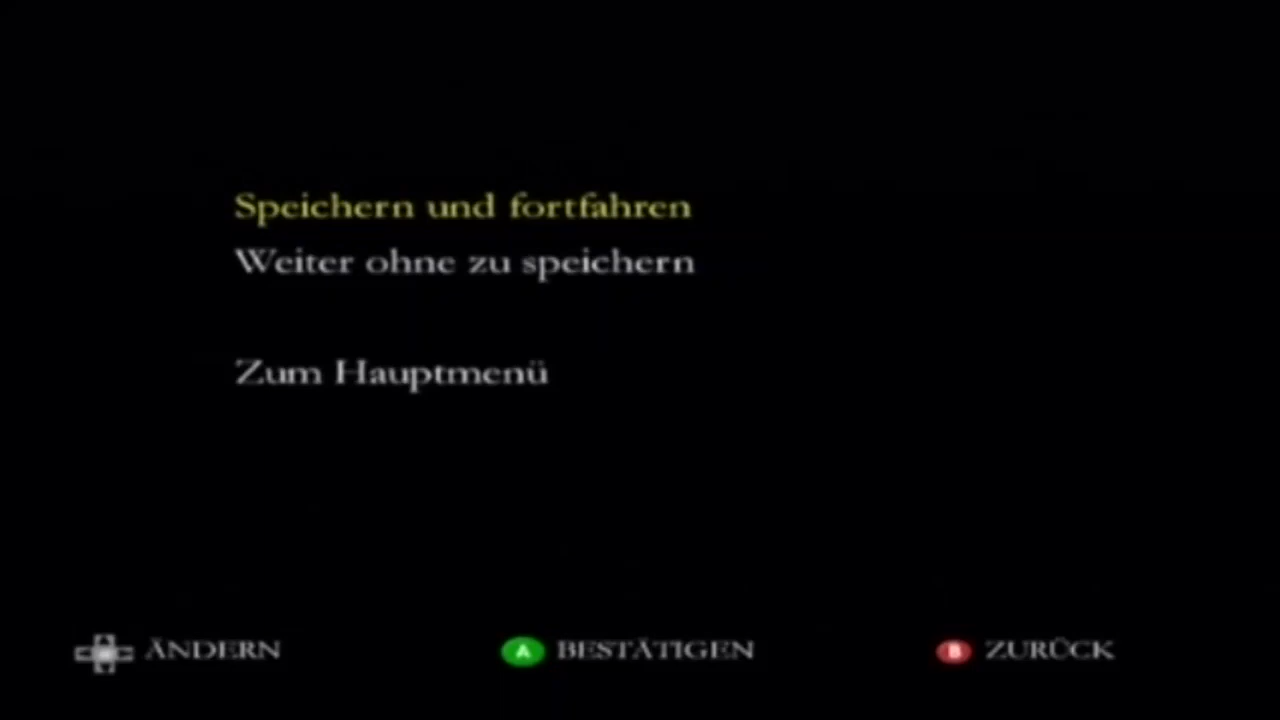 Speichern und fortfahren
Weiter ohne zu speichern
Zum Hauptmenü
ÄNDERN A BESTÄTIGEN B ZURÜCK